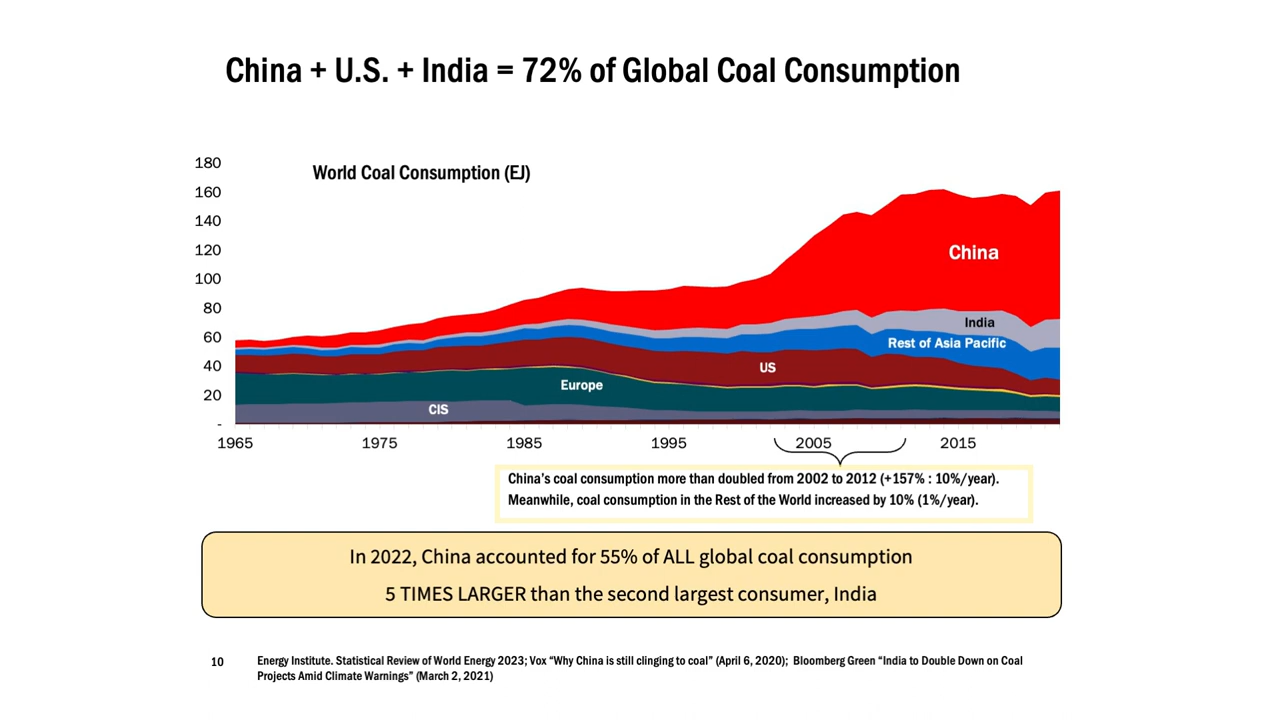 China + U.S. + India = 72% of Global Coal Consumption
World Coal Consumption (EJ)
180
160
140
120
100
80
60
40
20
-
China
India
Rest of Asia Pacific
US
Europe
CIS
1965 1975 1985 1995 2005 2015
China’s coal consumption more than doubled from 2002 to 2012 (+157% : 10%/year).
Meanwhile, coal consumption in the Rest of the World increased by 10% (1%/year).
In 2022, China accounted for 55% of ALL global coal consumption
5 TIMES LARGER than the second largest consumer, India
10
Energy Institute. Statistical Review of World Energy 2023; Vox “Why China is still clinging to coal” (April 6, 2020); Bloomberg Green “India to Double Down on Coal
Projects Amid Climate Warnings” (March 2, 2021)